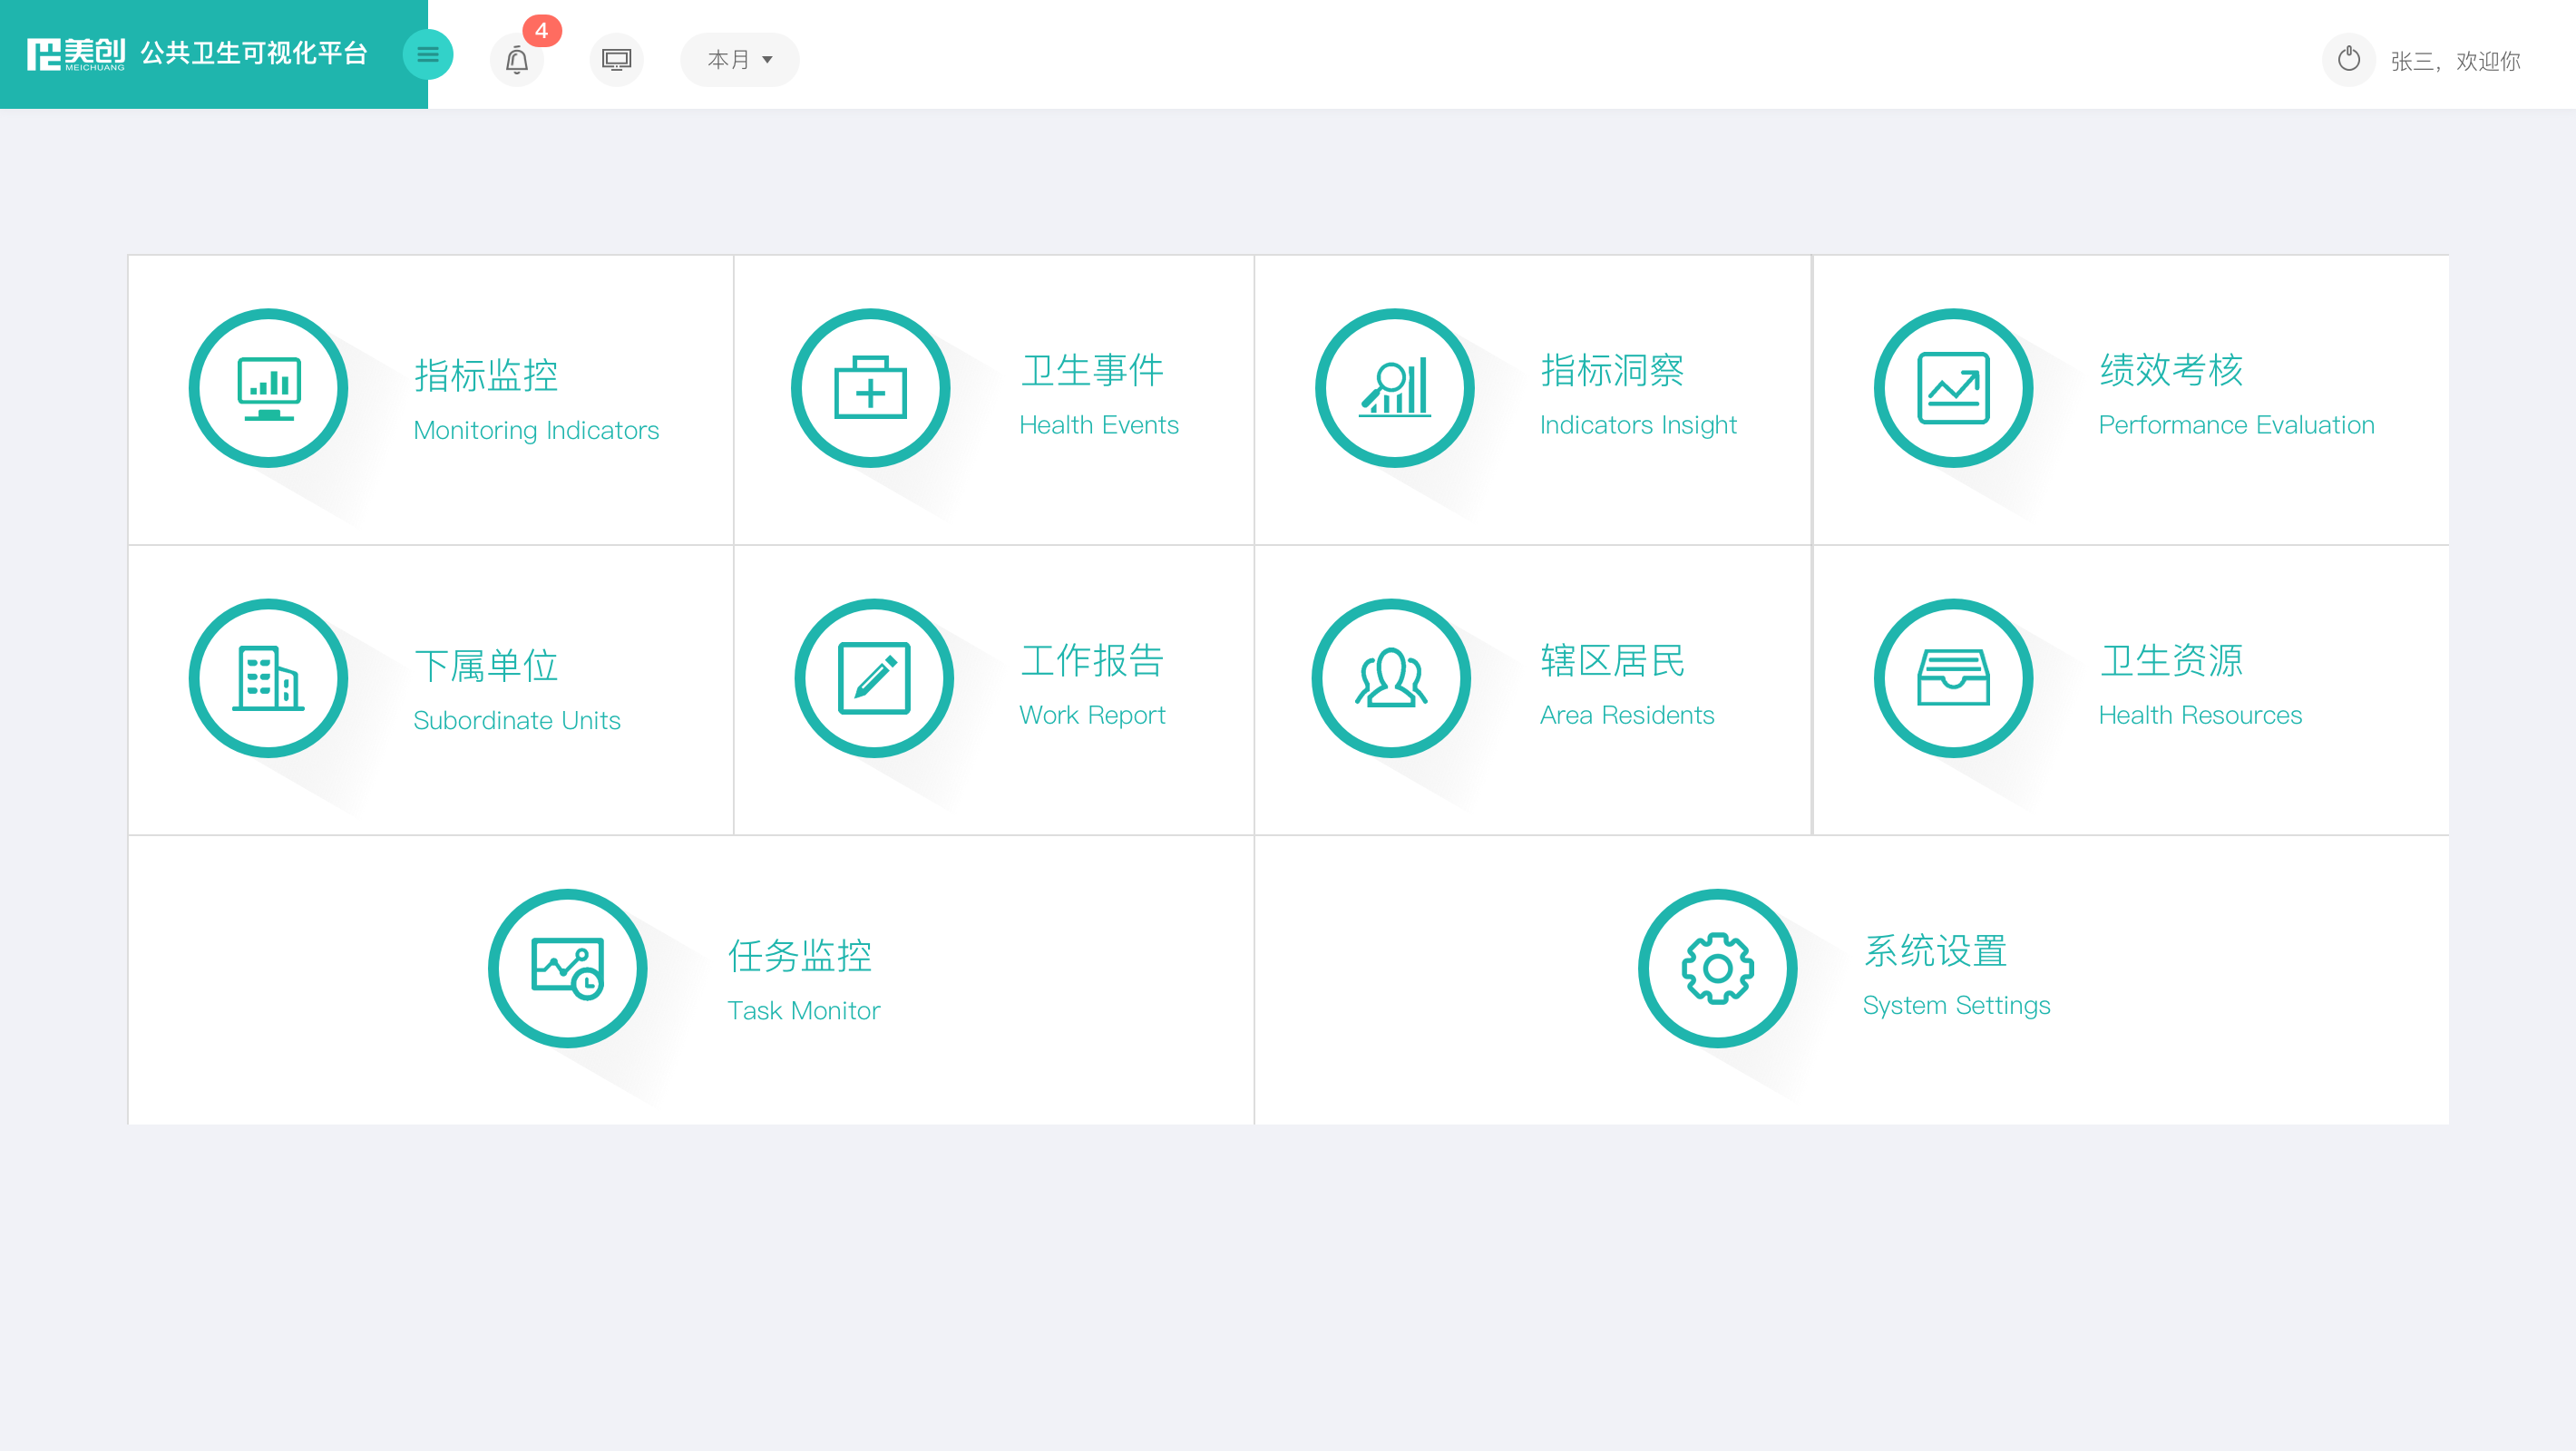 美创
MEICHUANG
公共卫生可视化平台
4
本月
张三，欢迎你
指标监控
Monitoring Indicators
卫生事件
Health Events
指标洞察
Indicators Insight
绩效考核
Performance Evaluation
下属单位
Subordinate Units
工作报告
Work Report
辖区居民
Area Residents
卫生资源
Health Resources
任务监控
Task Monitor
系统设置
System Settings